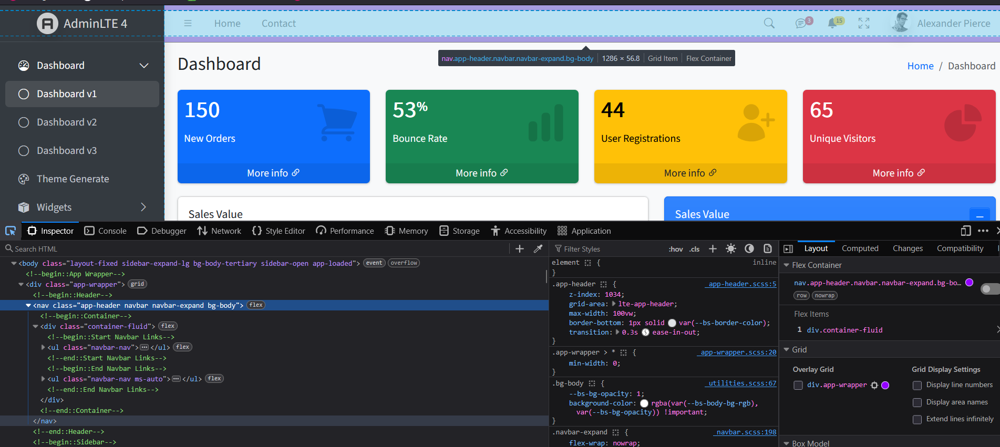 AdminLTE 4
Home
Contact
3
15
Alexander Pierce
Dashboard
Dashboard v1
Dashboard v2
Dashboard v3
Theme Generate
Widgets
Dashboard
nav.app-header.navbar.navbar-expand.bg-body 1286 × 56.8 Grid Item Flex Container
Home / Dashboard
150
New Orders
More info
53%
Bounce Rate
More info
44
User Registrations
More info
65
Unique Visitors
More info
Sales Value
Sales Value
Inspector Console Debugger Network Style Editor Performance Memory Storage Accessibility Application
Search HTML
<body class="layout-fixed sidebar-expand-lg bg-body-tertiary sidebar-open app-loaded"> event overflow
<!--begin::App Wrapper-->
<div class="app-wrapper"> grid
<!--begin::Header-->
<nav class="app-header navbar navbar-expand bg-body"> flex
<!--begin::Container-->
<div class="container-fluid"> flex
<!--begin::Start Navbar Links-->
<ul class="navbar-nav"> ••• </ul> flex
<!--end::Start Navbar Links-->
<!--begin::End Navbar Links-->
<ul class="navbar-nav ms-auto"> ••• </ul> flex
<!--end::End Navbar Links-->
</div>
<!--end::Container-->
</nav>
<!--end::Header-->
<!--begin::Sidebar-->
Filter Styles :hov .cls
element { inline
}
.app-header { app-header.scss:5
z-index: 1034;
grid-area: lte-app-header;
max-width: 100vw;
border-bottom: 1px solid var(--bs-border-color);
transition: 0.3s ease-in-out;
}
.app-wrapper > * { app-wrapper.scss:20
min-width: 0;
}
.bg-body { utilities.scss:67
--bs-bg-opacity: 1;
background-color: rgba(var(--bs-body-bg-rgb),
var(--bs-bg-opacity)) !important;
}
.navbar-expand { navbar.scss:198
flex-wrap: nowrap;
Layout Computed Changes Compatibility
Flex Container
nav.app-header.navbar.navbar-expand.bg-bo…
row nowrap
Flex Items
1 div.container-fluid
Grid
Overlay Grid
div.app-wrapper
Grid Display Settings
Display line numbers
Display area names
Extend lines infinitely
Box Model